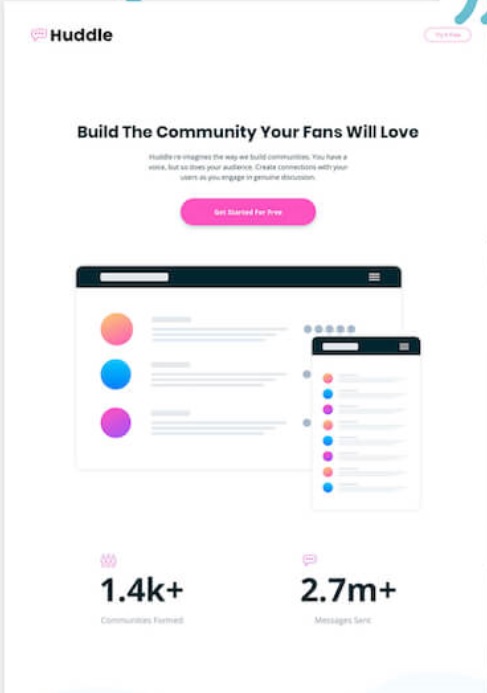 Huddle
Try It Free
Build The Community Your Fans Will Love
Huddle re-imagines the way we build communities. You have a
voice, but so does your audience. Create connections with your
users as you engage in genuine discussion.
Get Started For Free
1.4k+
2.7m+
Communities Formed
Messages Sent